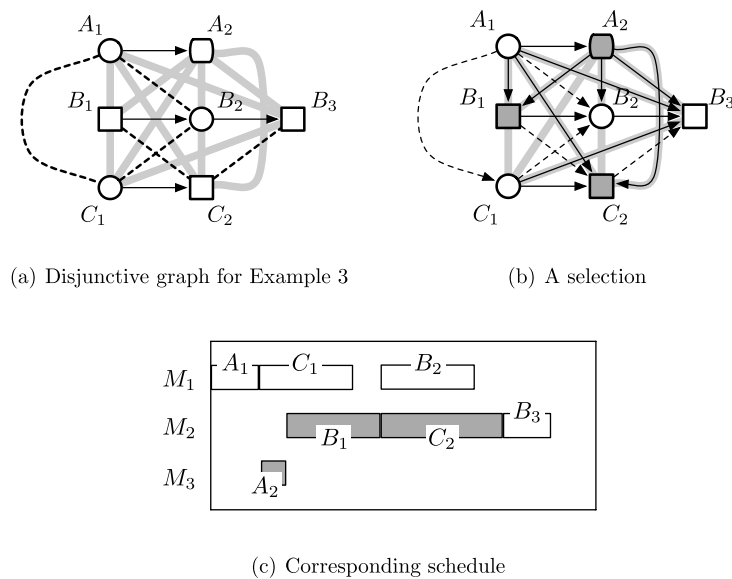 A₁ A₂
B₁ B₂ B₃
C₁ C₂
(a) Disjunctive graph for Example 3
A₁ A₂
B₁ B₂ B₃
C₁ C₂
(b) A selection
M₁ A₁ C₁ B₂
M₂ B₁ C₂ B₃
M₃ A₂
(c) Corresponding schedule